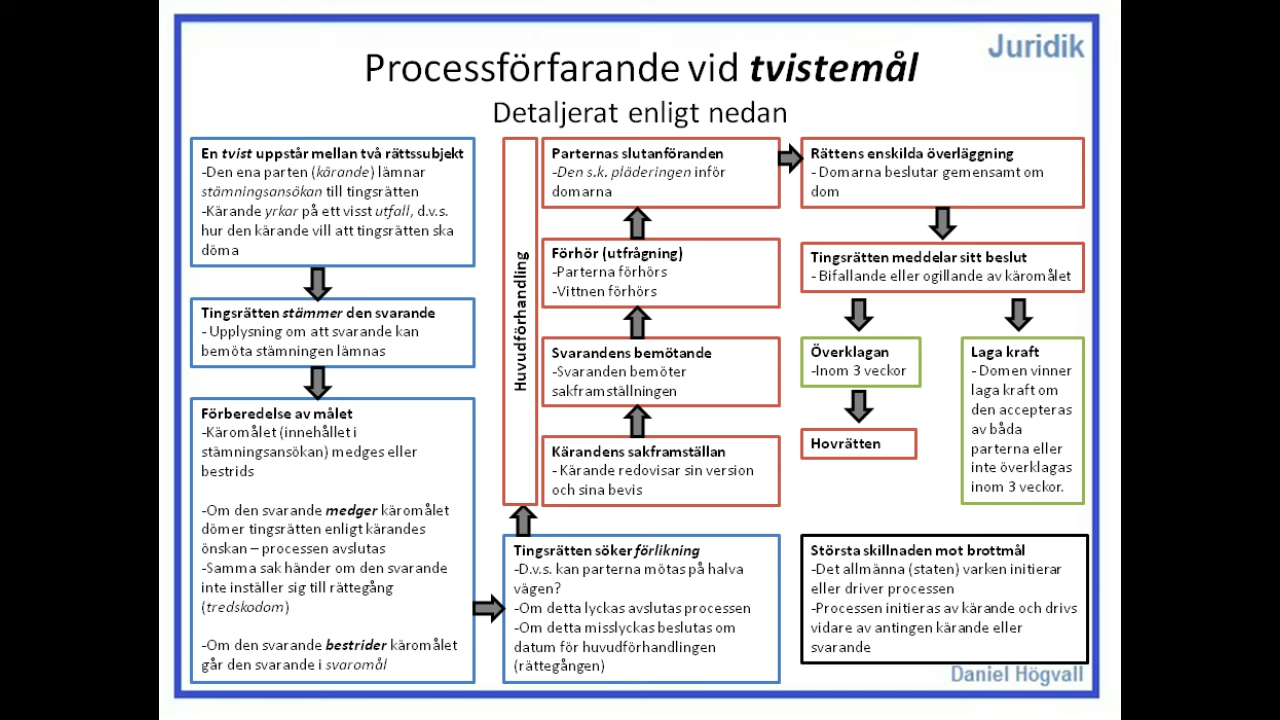 Juridik
Processförfarande vid tvistemål
Detaljerat enligt nedan
En tvist uppstår mellan två rättssubjekt
-Den ena parten (kärande) lämnar
stämningsansökan till tingsrätten
-Kärande yrkar på ett visst utfall, d.v.s.
hur den kärande vill att tingsrätten ska
döma
Tingsrätten stämmer den svarande
- Upplysning om att svarande kan
bemöta stämningen lämnas
Förberedelse av målet
-Käromålet (innehållet i
stämningsansökan) medges eller
bestrids
-Om den svarande medger käromålet
dömer tingsrätten enligt kärandes
önskan – processen avslutas
-Samma sak händer om den svarande
inte inställer sig till rättegång
(tredskodom)
-Om den svarande bestrider käromålet
går den svarande i svaromål
Tingsrätten söker förlikning
-D.v.s. kan parterna mötas på halva
vägen?
-Om detta lyckas avslutas processen
-Om detta misslyckas beslutas om
datum för huvudförhandlingen
(rättegången)
Huvudförhandling
Kärandens sakframställan
- Kärande redovisar sin version
och sina bevis
Svarandens bemötande
-Svaranden bemöter
sakframställningen
Förhör (utfrågning)
-Parterna förhörs
-Vittnen förhörs
Parternas slutanföranden
-Den s.k. pläderingen inför
domarna
Rättens enskilda överläggning
- Domarna beslutar gemensamt om
dom
Tingsrätten meddelar sitt beslut
- Bifallande eller ogillande av käromålet
Överklagan
-Inom 3 veckor
Hovrätten
Laga kraft
- Domen vinner
laga kraft om
den accepteras
av båda
parterna eller
inte överklagas
inom 3 veckor.
Största skillnaden mot brottmål
-Det allmänna (staten) varken initierar
eller driver processen
-Processen initieras av kärande och drivs
vidare av antingen kärande eller
svarande
Daniel Högvall